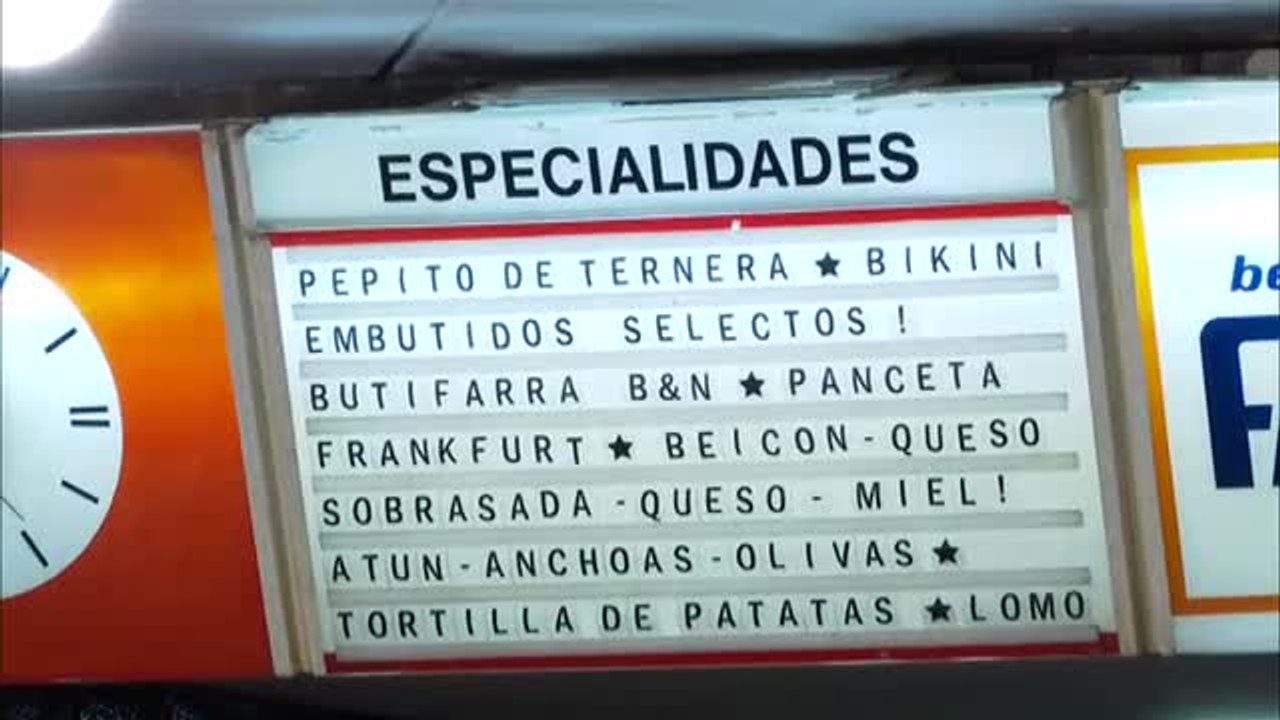 ESPECIALIDADES
PEPITO DE TERNERA ★ BIKINI
EMBUTIDOS SELECTOS !
BUTIFARRA B&N ★ PANCETA
FRANKFURT ★ BEICON-QUESO
SOBRASADA -QUESO - MIEL !
ATUN-ANCHOAS-OLIVAS ★
TORTILLA DE PATATAS ★ LOMO